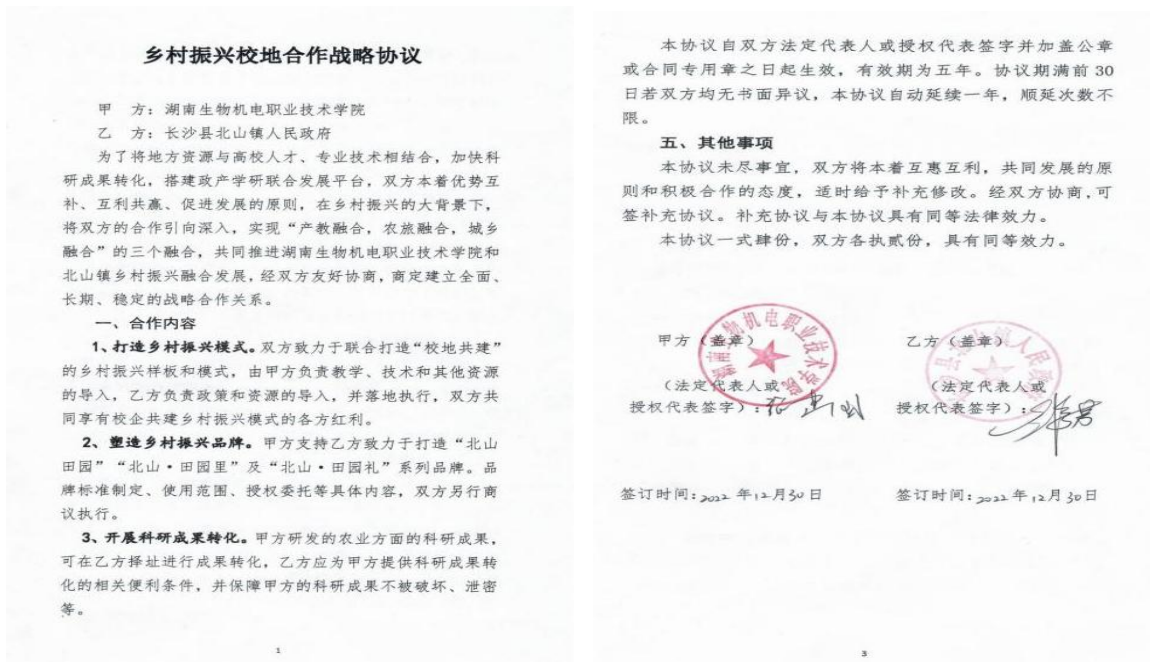 乡村振兴校地合作战略协议
甲 方：湖南生物机电职业技术学院
乙 方：长沙县北山镇人民政府
为了将地方资源与高校人才、专业技术相结合，加快科
研成果转化，搭建政产学研联合发展平台，双方本着优势互
补、互利共赢、促进发展的原则，在乡村振兴的大背景下，
将双方的合作引向深入，实现“产教融合，农旅融合，城乡
融合”的三个融合，共同推进湖南生物机电职业技术学院和
北山镇乡村振兴融合发展，经双方友好协商，商定建立全面、
长期、稳定的战略合作关系。
一、合作内容
1、打造乡村振兴模式。双方致力于联合打造“校地共建”
的乡村振兴样板和模式，由甲方负责教学、技术和其他资源
的导入，乙方负责政策和资源的导入，并落地执行，双方共
同享有校企共建乡村振兴模式的各方红利。
2、塑造乡村振兴品牌。甲方支持乙方致力于打造“北山
田园”“北山·田园里”及“北山·田园礼”系列品牌。品
牌标准制定、使用范围、授权委托等具体内容，双方另行商
议执行。
3、开展科研成果转化。甲方研发的农业方面的科研成果，
可在乙方择址进行成果转化，乙方应为甲方提供科研成果转
化的相关便利条件，并保障甲方的科研成果不被破坏、泄密
等。
1
本协议自双方法定代表人或授权代表签字并加盖公章
或合同专用章之日起生效，有效期为五年。协议期满前 30
日若双方均无书面异议，本协议自动延续一年，顺延次数不
限。
五、其他事项
本协议未尽事宜，双方将本着互惠互利，共同发展的原
则和积极合作的态度，适时给予补充修改。经双方协商，可
签补充协议。补充协议与本协议具有同等法律效力。
本协议一式肆份，双方各执贰份，具有同等效力。
甲方（盖章）
湖南生物机电职业技术学院
（法定代表人或
授权代表签字）：
签订时间：2022 年 12 月 30 日
乙方（盖章）
（法定代表人或
授权代表签字）：
签订时间：2022 年 12 月 30 日
3